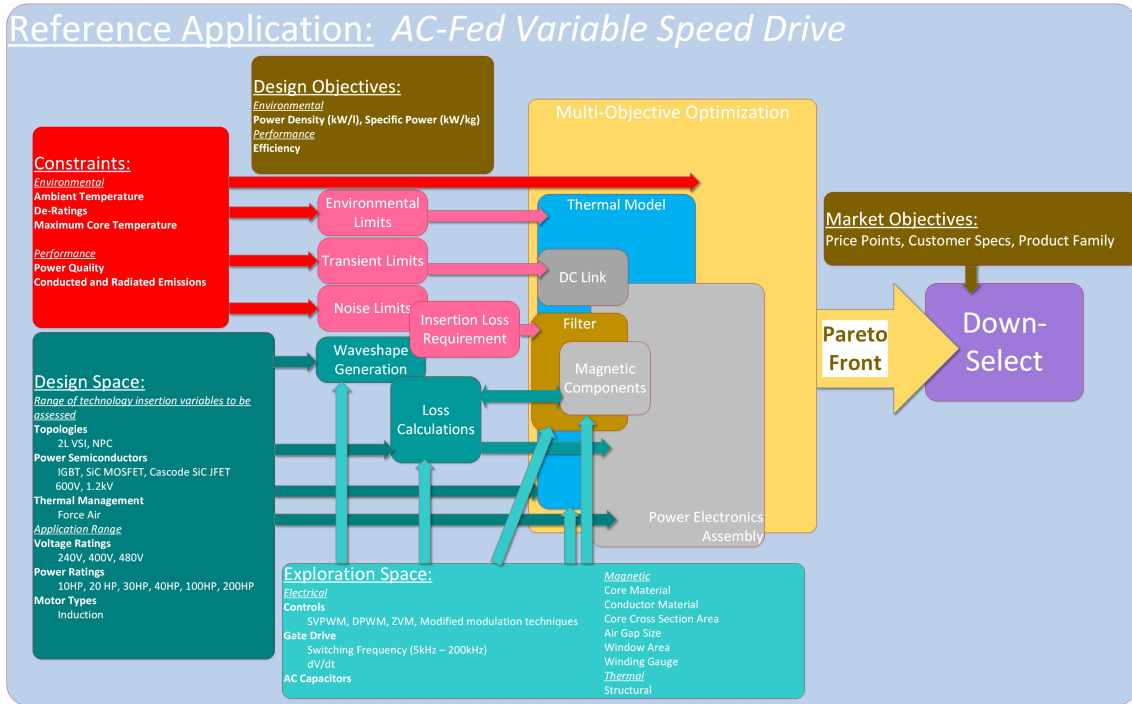 Reference Application: AC-Fed Variable Speed Drive
Design Objectives:
Environmental
Power Density (kW/l), Specific Power (kW/kg)
Performance
Efficiency
Constraints:
Environmental
Ambient Temperature
De-Ratings
Maximum Core Temperature
Performance
Power Quality
Conducted and Radiated Emissions
Environmental
Limits
Transient Limits
Noise Limits
Insertion Loss
Requirement
Waveshape
Generation
Loss
Calculations
Multi-Objective Optimization
Thermal Model
DC Link
Filter
Magnetic
Components
Power Electronics
Assembly
Market Objectives:
Price Points, Customer Specs, Product Family
Pareto
Front
Down-
Select
Design Space:
Range of technology insertion variables to be
assessed
Topologies
2L VSI, NPC
Power Semiconductors
IGBT, SiC MOSFET, Cascode SiC JFET
600V, 1.2kV
Thermal Management
Force Air
Application Range
Voltage Ratings
240V, 400V, 480V
Power Ratings
10HP, 20 HP, 30HP, 40HP, 100HP, 200HP
Motor Types
Induction
Exploration Space:
Electrical
Controls
SVPWM, DPWM, ZVM, Modified modulation techniques
Gate Drive
Switching Frequency (5kHz – 200kHz)
dV/dt
AC Capacitors
Magnetic
Core Material
Conductor Material
Core Cross Section Area
Air Gap Size
Window Area
Winding Gauge
Thermal
Structural